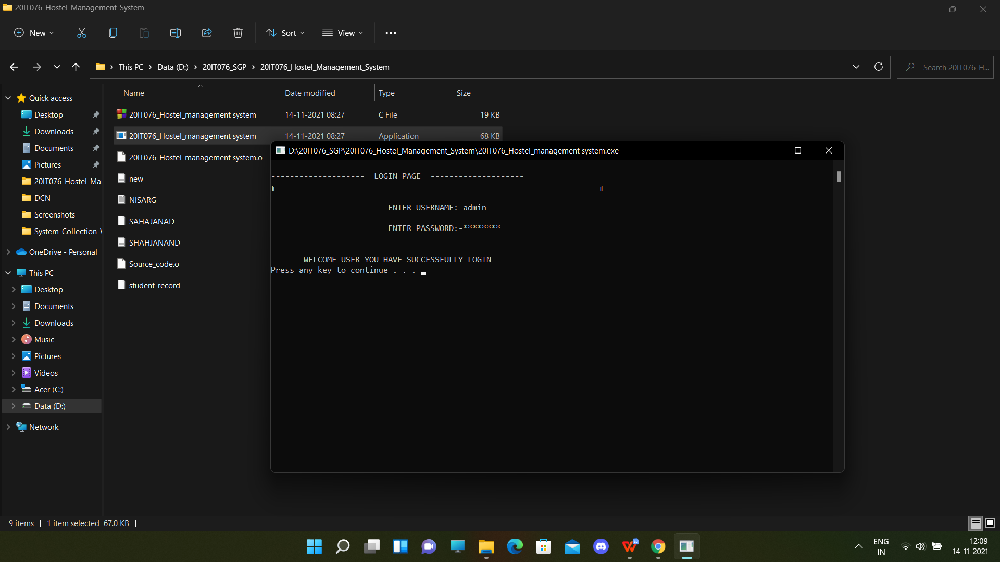 20IT076_Hostel_Management_System
New
Sort
View
This PC > Data (D:) > 20IT076_SGP > 20IT076_Hostel_Management_System
Search 20IT076_H...
Name Date modified Type Size
20IT076_Hostel_management system 14-11-2021 08:27 C File 19 KB
20IT076_Hostel_management system 14-11-2021 08:27 Application 68 KB
20IT076_Hostel_management system.o
new
NISARG
SAHAJANAD
SHAHJANAND
Source_code.o
student_record
Quick access
Desktop
Downloads
Documents
Pictures
20IT076_Hostel_Ma
DCN
Screenshots
System_Collection_
OneDrive - Personal
This PC
Desktop
Documents
Downloads
Music
Pictures
Videos
Acer (C:)
Data (D:)
Network
D:\20IT076_SGP\20IT076_Hostel_Management_System\20IT076_Hostel_management system.exe
-------------------- LOGIN PAGE --------------------
ENTER USERNAME:-admin
ENTER PASSWORD:-********
WELCOME USER YOU HAVE SUCCESSFULLY LOGIN
Press any key to continue . . .
9 items 1 item selected 67.0 KB
ENG
IN
12:09
14-11-2021